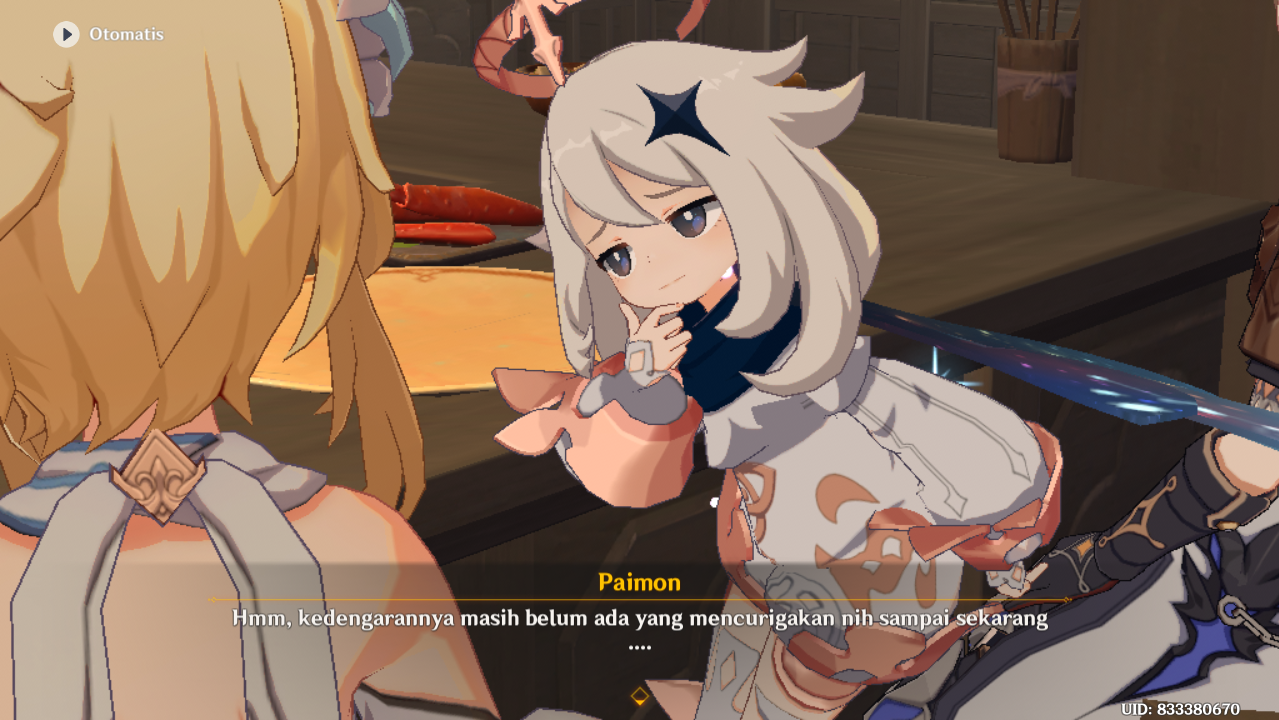 Otomatis
Paimon
Hmm, kedengarannya masih belum ada yang mencurigakan nih sampai sekarang
....
UID: 833380670